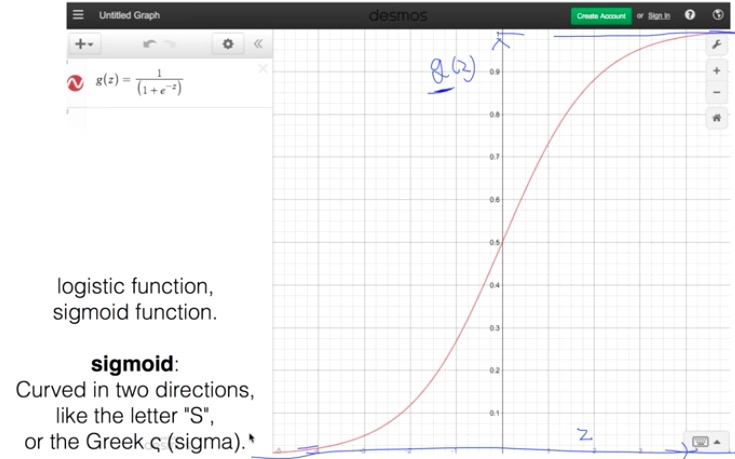 Untitled Graph
desmos
Create Account or Sign In
g(z) = 1 / (1 + e^-z)
g(z)
0.9
0.8
0.7
0.6
0.5
0.4
0.3
0.2
0.1
z
logistic function,
sigmoid function.
sigmoid:
Curved in two directions,
like the letter "S",
or the Greek ς (sigma).